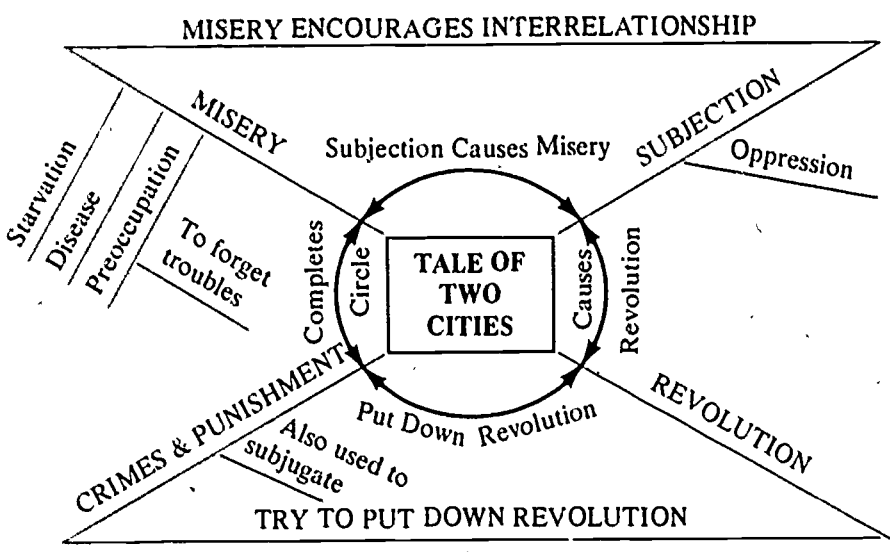 MISERY ENCOURAGES INTERRELATIONSHIP
MISERY
SUBJECTION
Subjection Causes Misery
Oppression
Starvation
Disease
Preoccupation
To forget
troubles
Completes
Circle
TALE OF
TWO
CITIES
Causes
Revolution
Put Down Revolution
CRIMES & PUNISHMENT
Also used to
subjugate
REVOLUTION
TRY TO PUT DOWN REVOLUTION